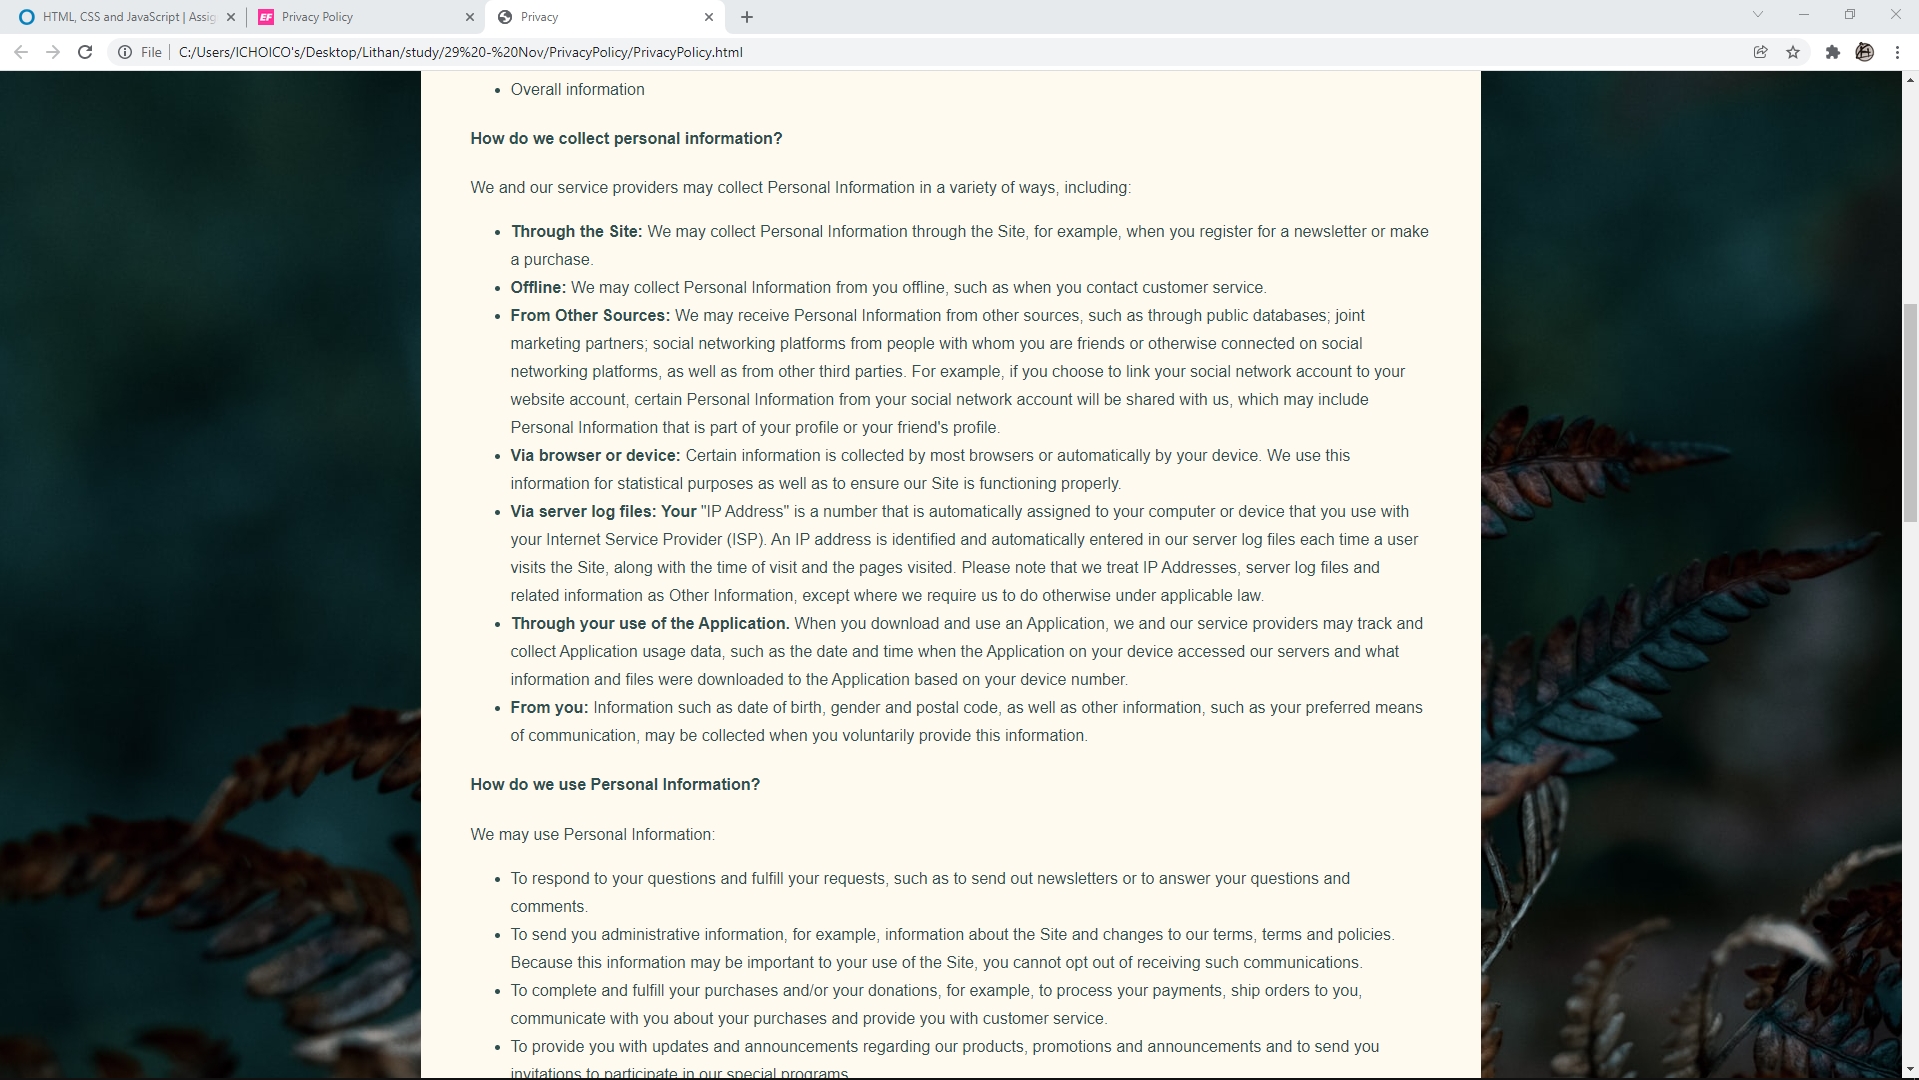 HTML, CSS and JavaScript | Assig
Privacy Policy
Privacy
File
C:/Users/ICHOICO's/Desktop/Lithan/study/29%20-%20Nov/PrivacyPolicy/PrivacyPolicy.html
• Overall information
How do we collect personal information?
We and our service providers may collect Personal Information in a variety of ways, including:
• Through the Site: We may collect Personal Information through the Site, for example, when you register for a newsletter or make
a purchase.
• Offline: We may collect Personal Information from you offline, such as when you contact customer service.
• From Other Sources: We may receive Personal Information from other sources, such as through public databases; joint
marketing partners; social networking platforms from people with whom you are friends or otherwise connected on social
networking platforms, as well as from other third parties. For example, if you choose to link your social network account to your
website account, certain Personal Information from your social network account will be shared with us, which may include
Personal Information that is part of your profile or your friend's profile.
• Via browser or device: Certain information is collected by most browsers or automatically by your device. We use this
information for statistical purposes as well as to ensure our Site is functioning properly.
• Via server log files: Your "IP Address" is a number that is automatically assigned to your computer or device that you use with
your Internet Service Provider (ISP). An IP address is identified and automatically entered in our server log files each time a user
visits the Site, along with the time of visit and the pages visited. Please note that we treat IP Addresses, server log files and
related information as Other Information, except where we require us to do otherwise under applicable law.
• Through your use of the Application. When you download and use an Application, we and our service providers may track and
collect Application usage data, such as the date and time when the Application on your device accessed our servers and what
information and files were downloaded to the Application based on your device number.
• From you: Information such as date of birth, gender and postal code, as well as other information, such as your preferred means
of communication, may be collected when you voluntarily provide this information.
How do we use Personal Information?
We may use Personal Information:
• To respond to your questions and fulfill your requests, such as to send out newsletters or to answer your questions and
comments.
• To send you administrative information, for example, information about the Site and changes to our terms, terms and policies.
Because this information may be important to your use of the Site, you cannot opt out of receiving such communications.
• To complete and fulfill your purchases and/or your donations, for example, to process your payments, ship orders to you,
communicate with you about your purchases and provide you with customer service.
• To provide you with updates and announcements regarding our products, promotions and announcements and to send you
invitations to participate in our special programs.